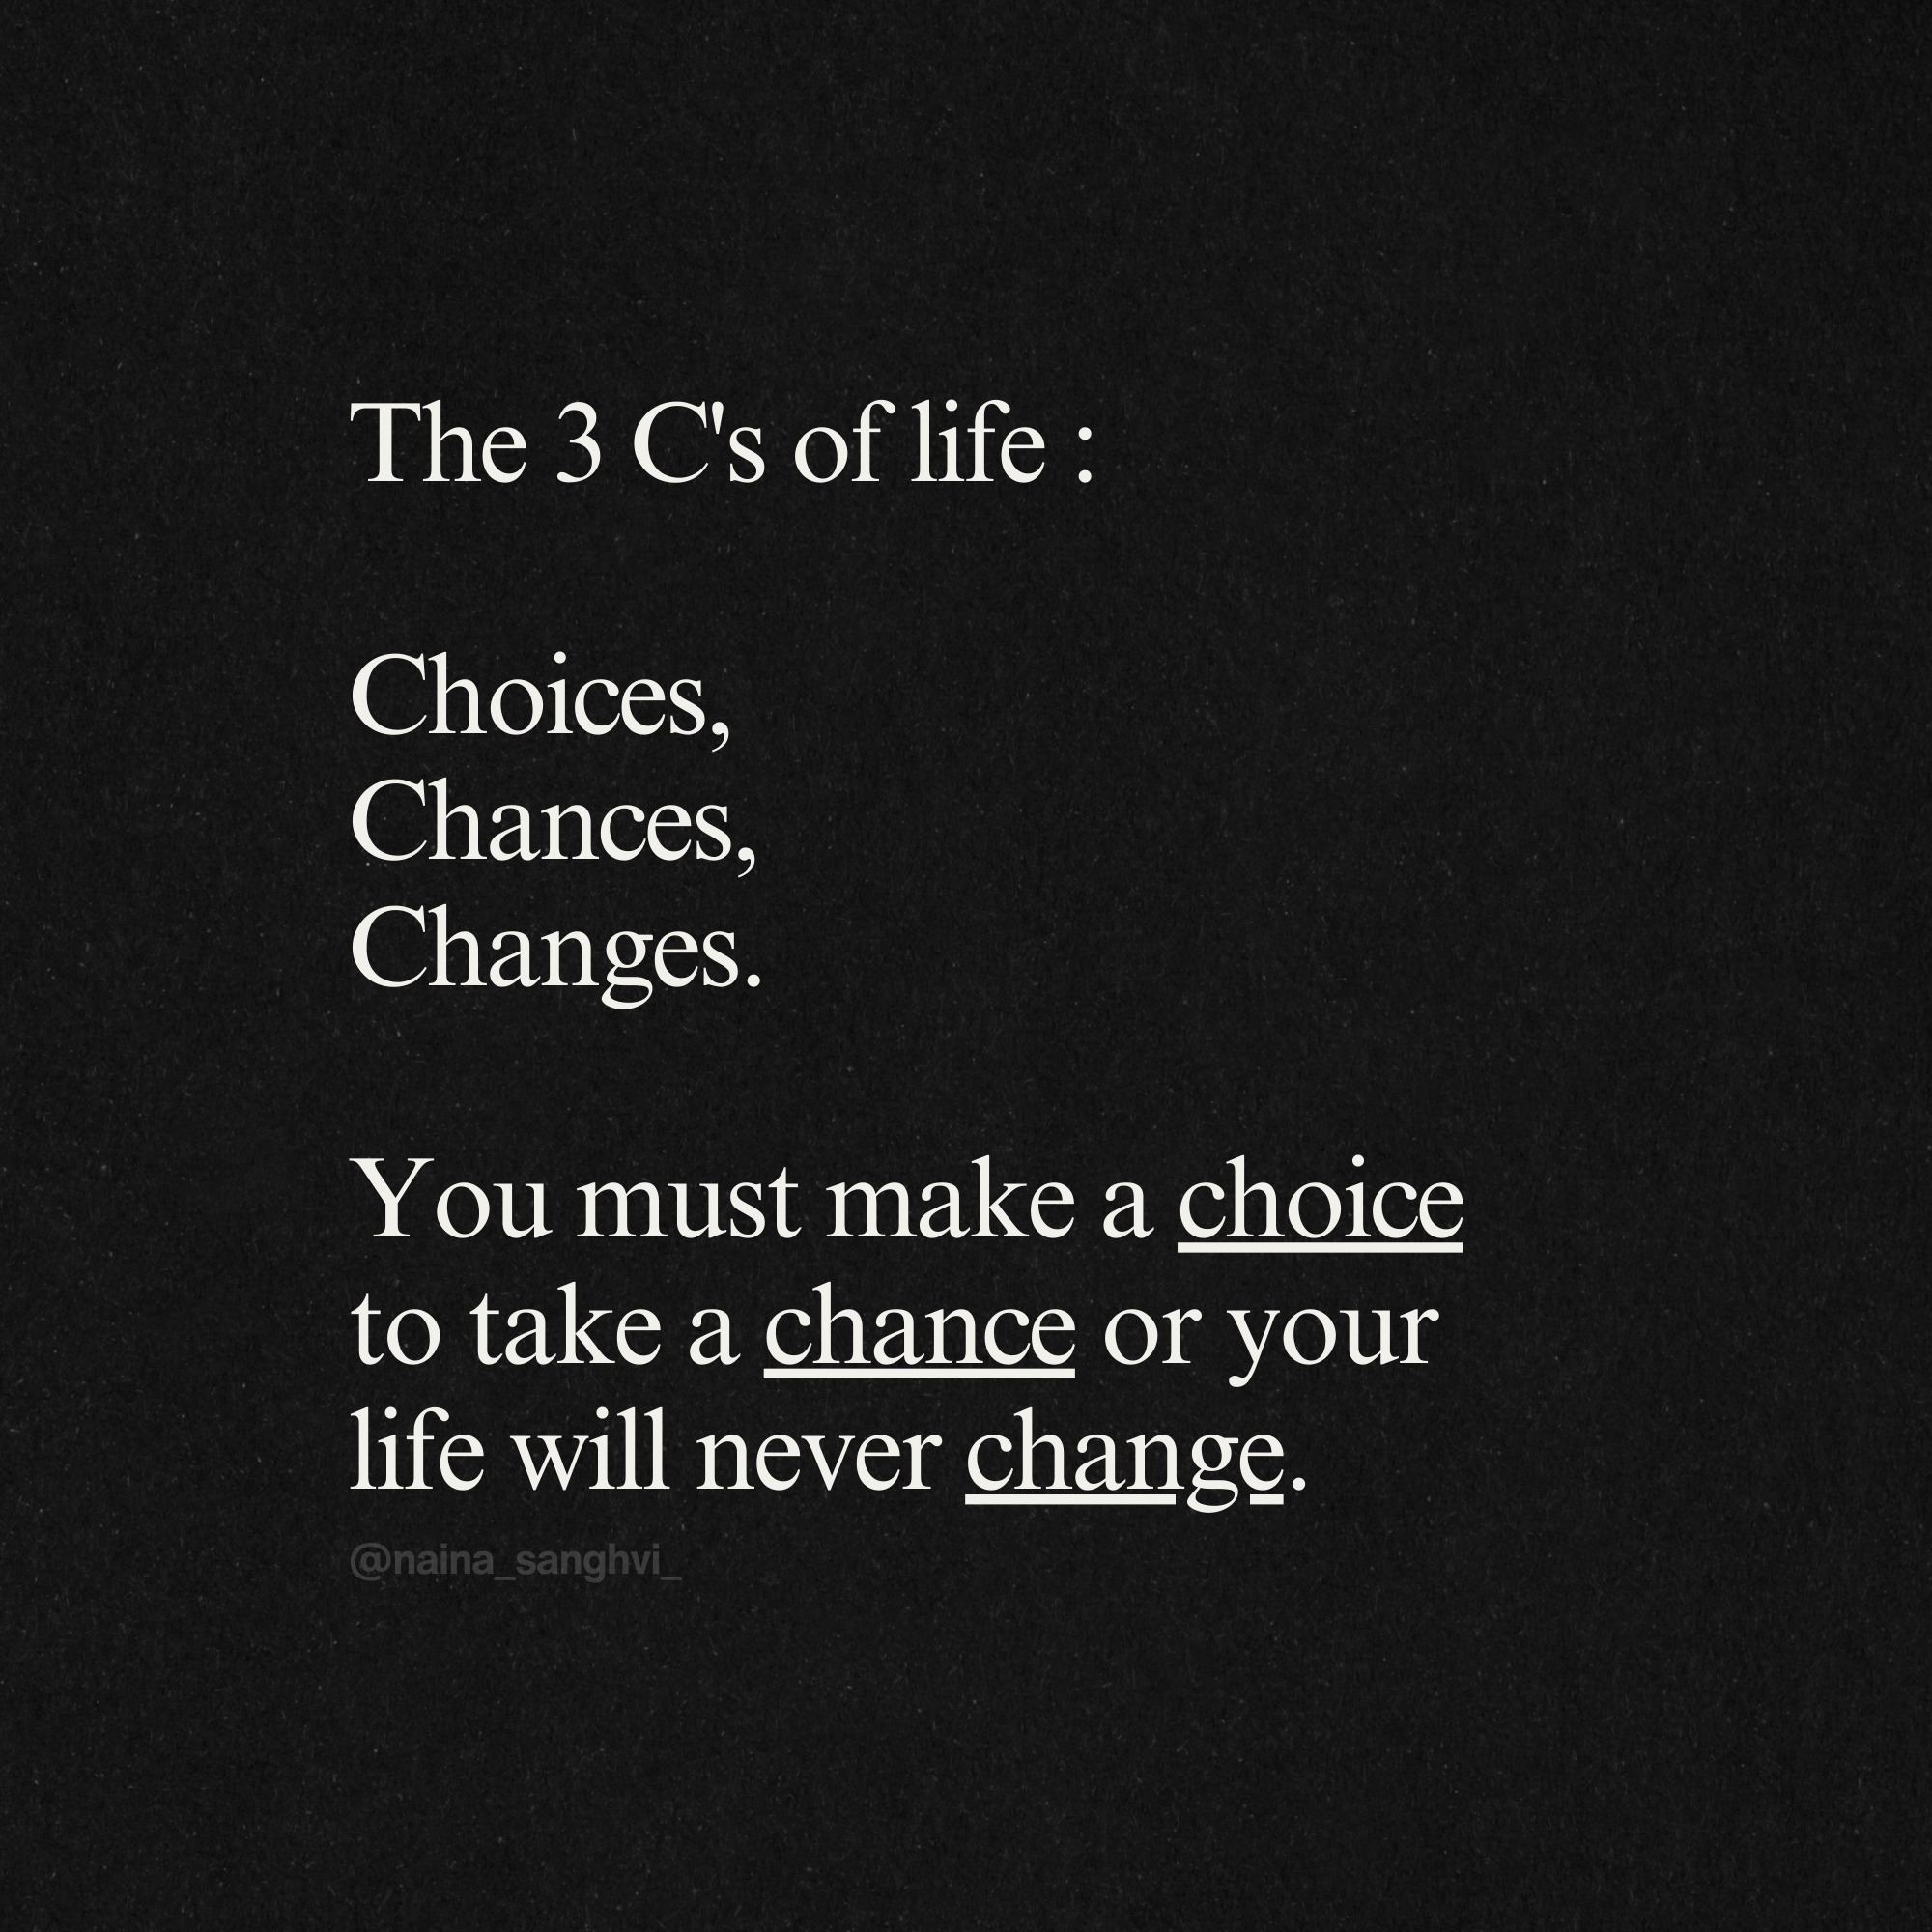 The 3 C's of life :
Choices,
Chances,
Changes.
You must make a choice
to take a chance or your
life will never change.
@naina_sanghvi_